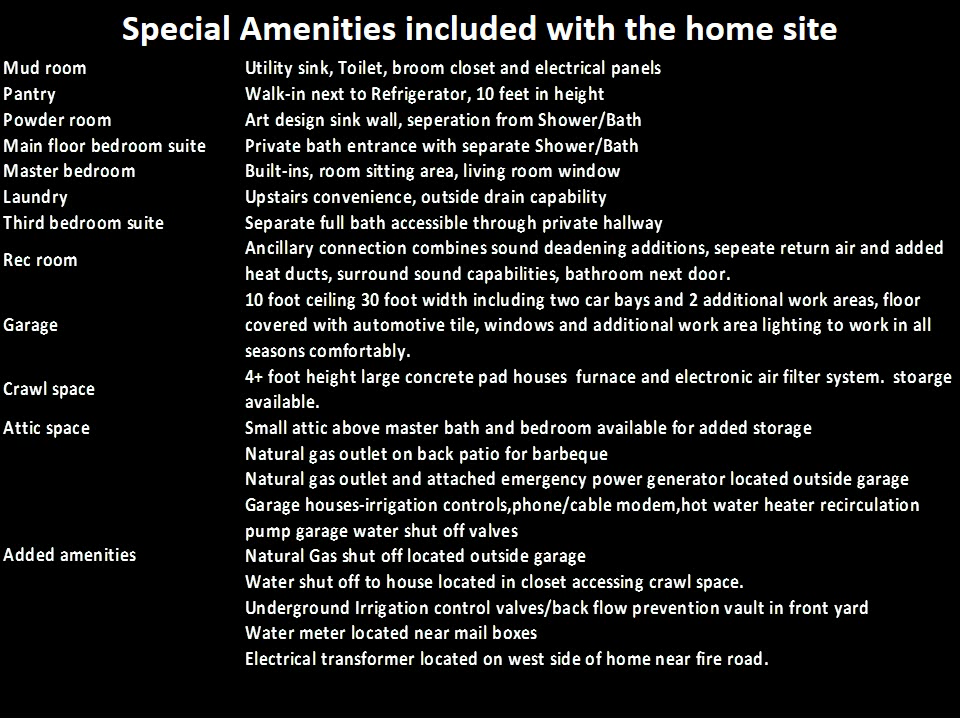 Special Amenities included with the home site
Mud room Utility sink, Toilet, broom closet and electrical panels
Pantry Walk-in next to Refrigerator, 10 feet in height
Powder room Art design sink wall, seperation from Shower/Bath
Main floor bedroom suite Private bath entrance with separate Shower/Bath
Master bedroom Built-ins, room sitting area, living room window
Laundry Upstairs convenience, outside drain capability
Third bedroom suite Separate full bath accessible through private hallway
Rec room
Ancillary connection combines sound deadening additions, sepeate return air and added
heat ducts, surround sound capabilities, bathroom next door.
Garage
10 foot ceiling 30 foot width including two car bays and 2 additional work areas, floor
covered with automotive tile, windows and additional work area lighting to work in all
seasons comfortably.
Crawl space
4+ foot height large concrete pad houses  furnace and electronic air filter system.  stoarge
available.
Attic space Small attic above master bath and bedroom available for added storage
Added amenities
Natural gas outlet on back patio for barbeque
Natural gas outlet and attached emergency power generator located outside garage
Garage houses-irrigation controls,phone/cable modem,hot water heater recirculation
pump garage water shut off valves
Natural Gas shut off located outside garage
Water shut off to house located in closet accessing crawl space.
Underground Irrigation control valves/back flow prevention vault in front yard
Water meter located near mail boxes
Electrical transformer located on west side of home near fire road.